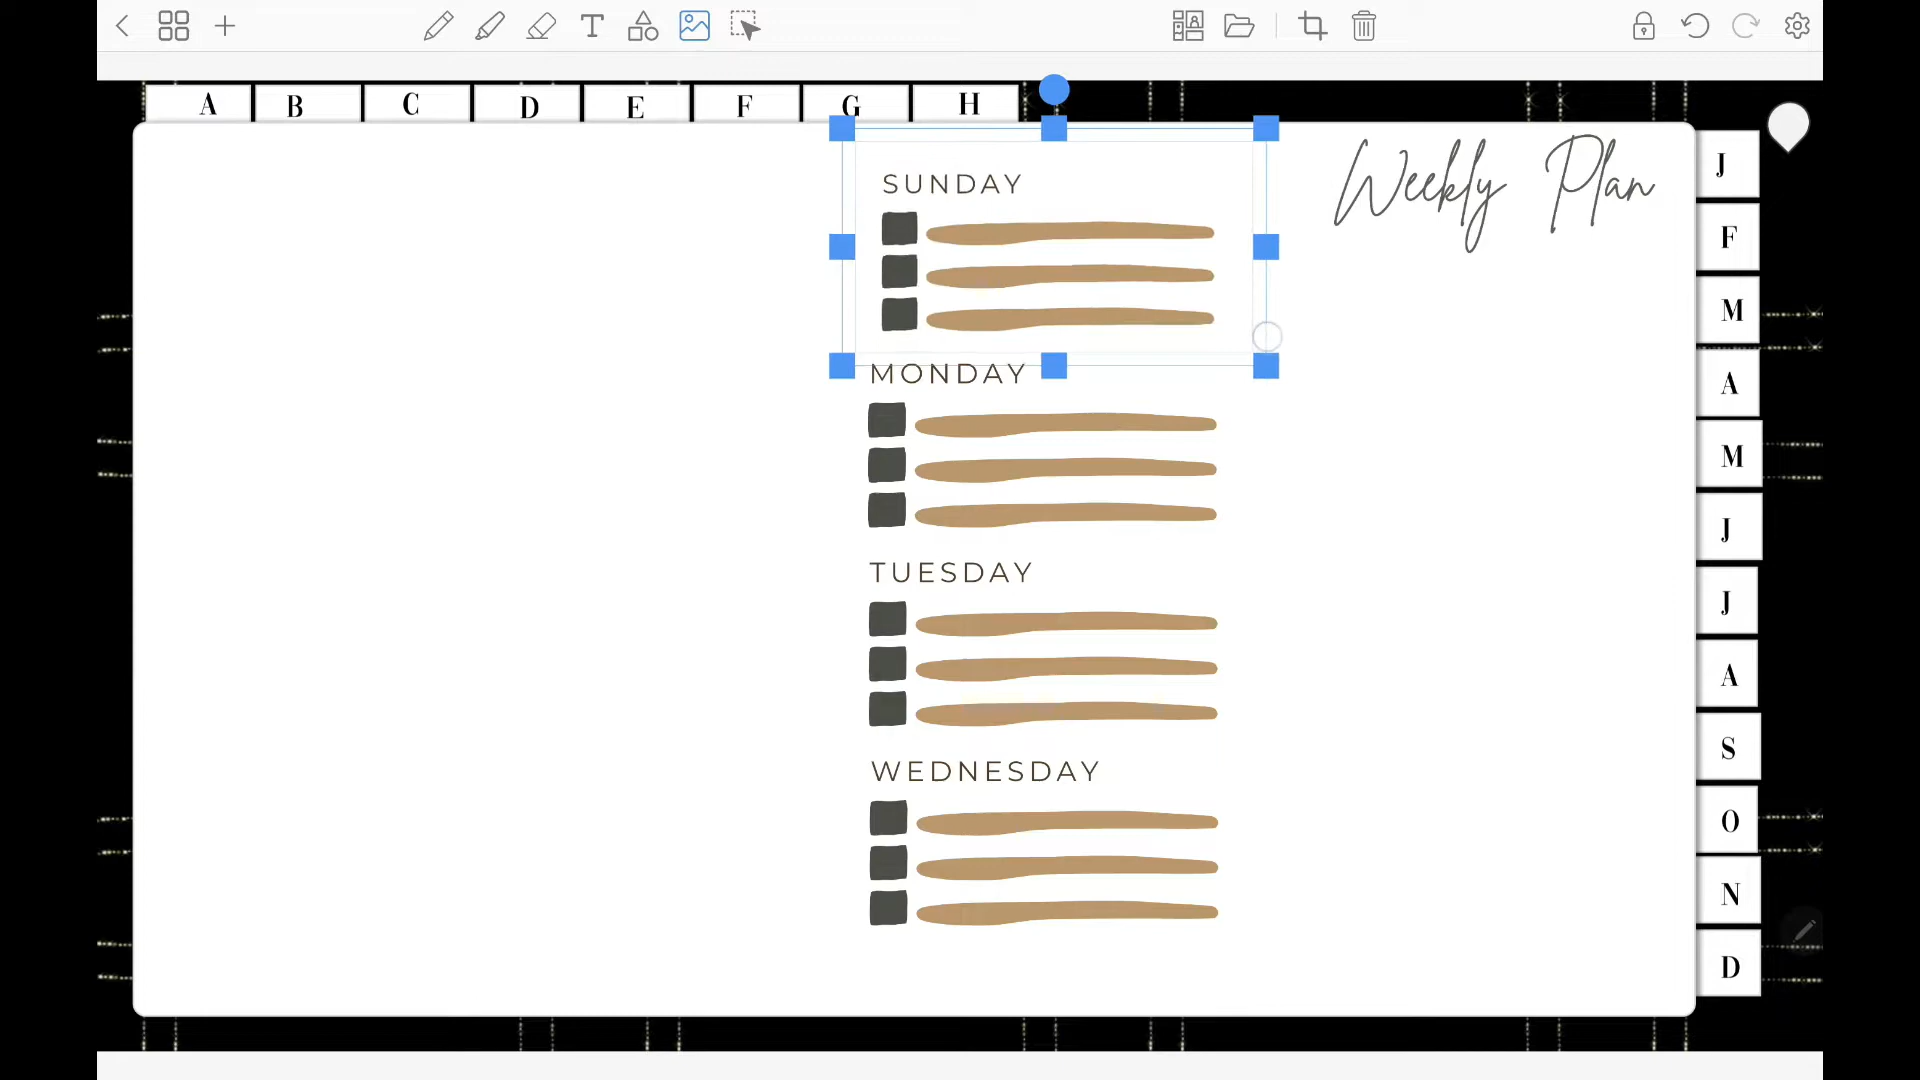 A B C D E F G H
Weekly Plan
SUNDAY
MONDAY
TUESDAY
WEDNESDAY
J
F
M
A
M
J
J
A
S
O
N
D